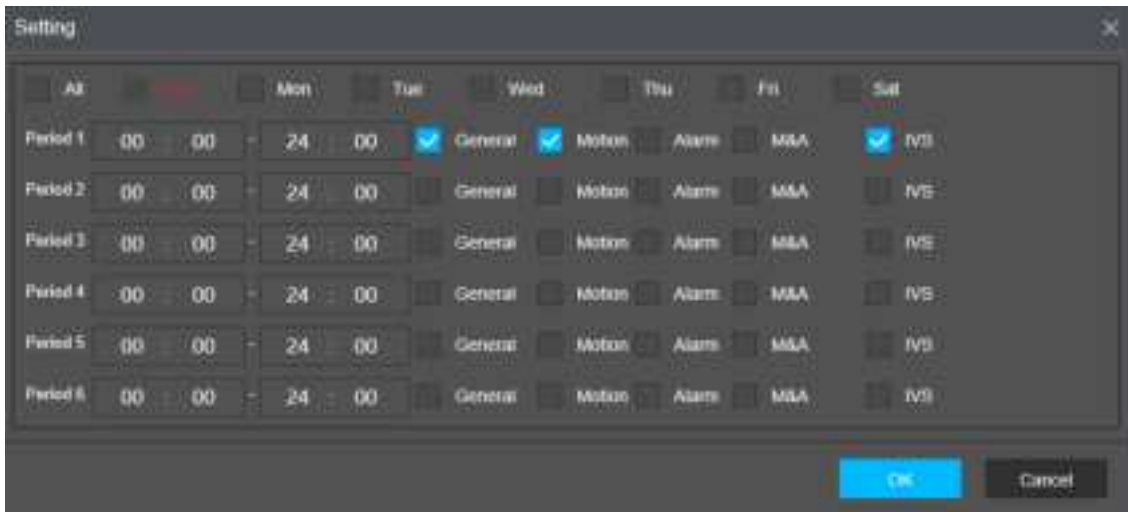 Setting
All Mon Tue Wed Thu Fri Sat
Period 1 00 : 00 - 24 : 00 General Motion Alarm M&A IVS
Period 2 00 : 00 - 24 : 00 General Motion Alarm M&A IVS
Period 3 00 : 00 - 24 : 00 General Motion Alarm M&A IVS
Period 4 00 : 00 - 24 : 00 General Motion Alarm M&A IVS
Period 5 00 : 00 - 24 : 00 General Motion Alarm M&A IVS
Period 6 00 : 00 - 24 : 00 General Motion Alarm M&A IVS
OK Cancel